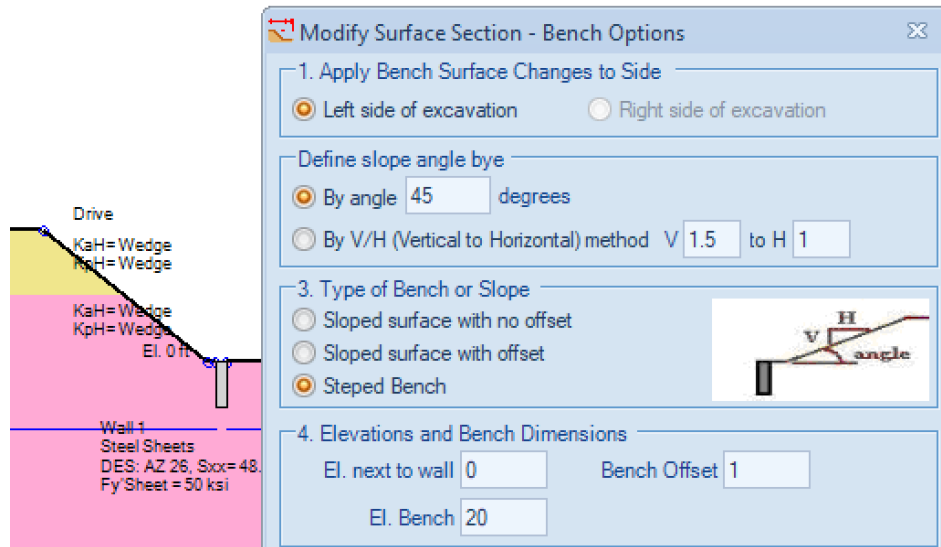 Modify Surface Section - Bench Options
1. Apply Bench Surface Changes to Side
Left side of excavation Right side of excavation
Define slope angle bye
By angle 45 degrees
By V/H (Vertical to Horizontal) method V 1.5 to H 1
3. Type of Bench or Slope
Sloped surface with no offset
Sloped surface with offset
Steped Bench
H
V
angle
4. Elevations and Bench Dimensions
El. next to wall 0 Bench Offset 1
El. Bench 20
Drive
KaH= Wedge
KpH= Wedge
KaH= Wedge
KpH= Wedge
El. 0 ft
Wall 1
Steel Sheets
DES: AZ 26, Sxx= 48.
Fy'Sheet = 50 ksi